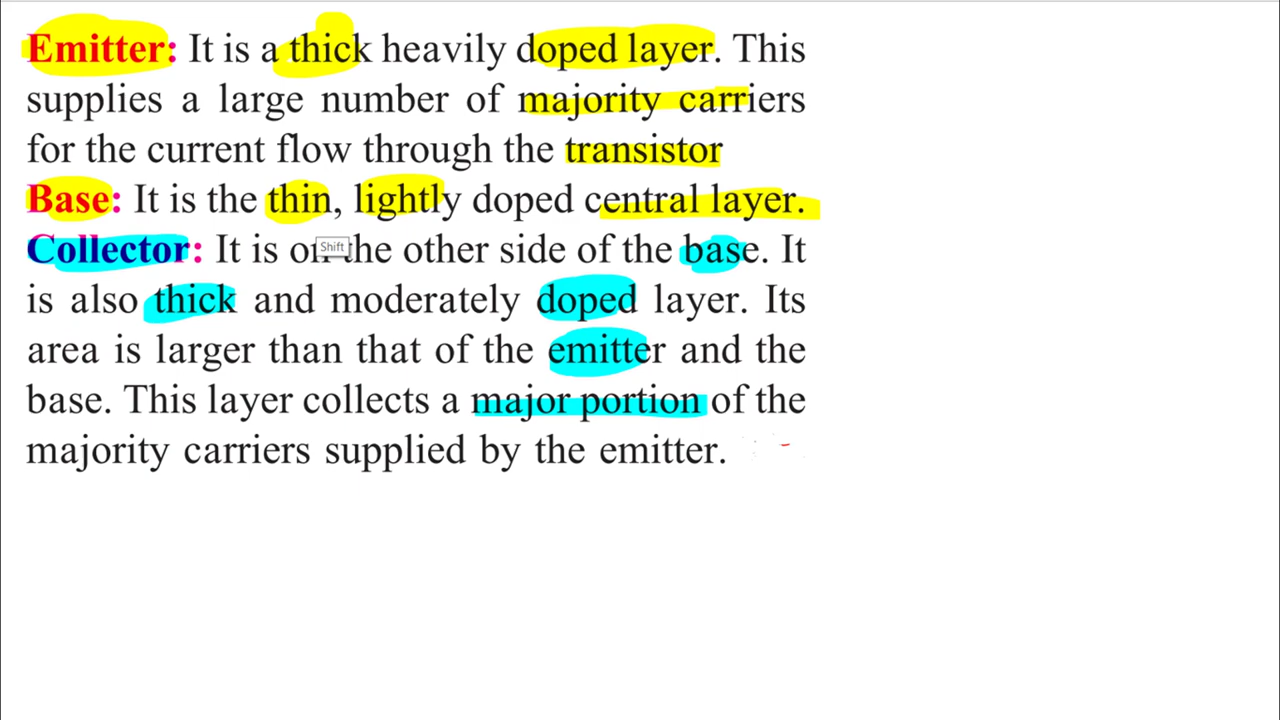 Emitter: It is a thick heavily doped layer. This
supplies a large number of majority carriers
for the current flow through the transistor
Base: It is the thin, lightly doped central layer.
Collector: It is on the other side of the base. It
Shift
is also thick and moderately doped layer. Its
area is larger than that of the emitter and the
base. This layer collects a major portion of the
majority carriers supplied by the emitter.